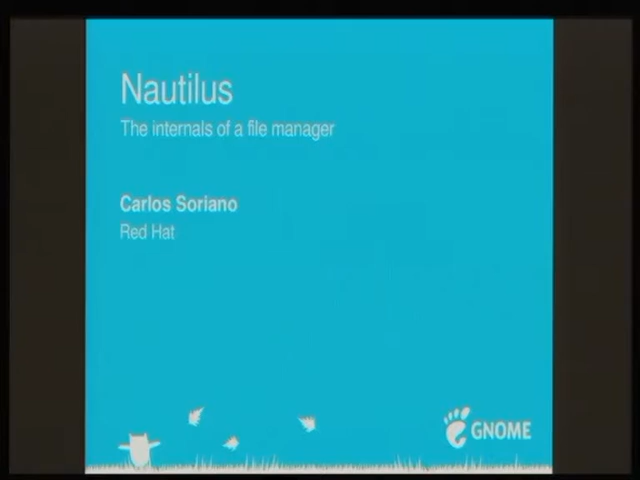 Nautilus
The internals of a file manager
Carlos Soriano
Red Hat
GNOME